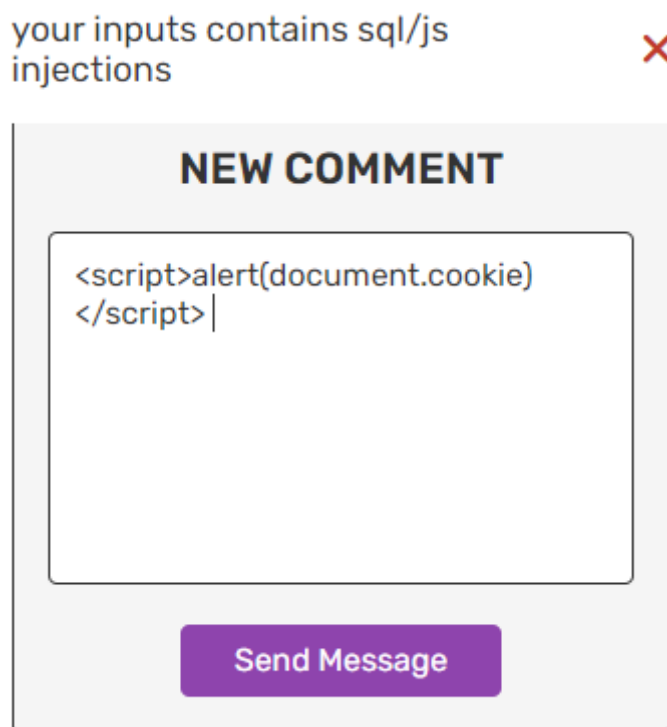 your inputs contains sql/js
injections
NEW COMMENT
<script>alert(document.cookie)
</script>
Send Message